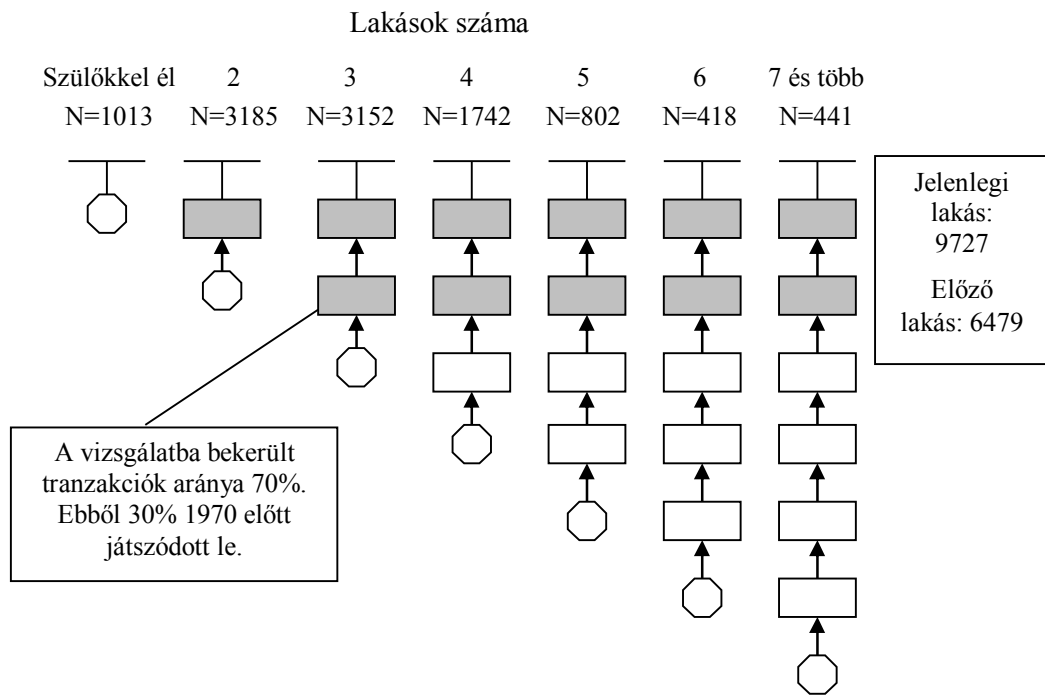 Lakások száma
Szülőkkel él 2 3 4 5 6 7 és több
N=1013 N=3185 N=3152 N=1742 N=802 N=418 N=441
Jelenlegi
lakás:
9727
Előző
lakás: 6479
A vizsgálatba bekerült
tranzakciók aránya 70%.
Ebből 30% 1970 előtt
játszódott le.